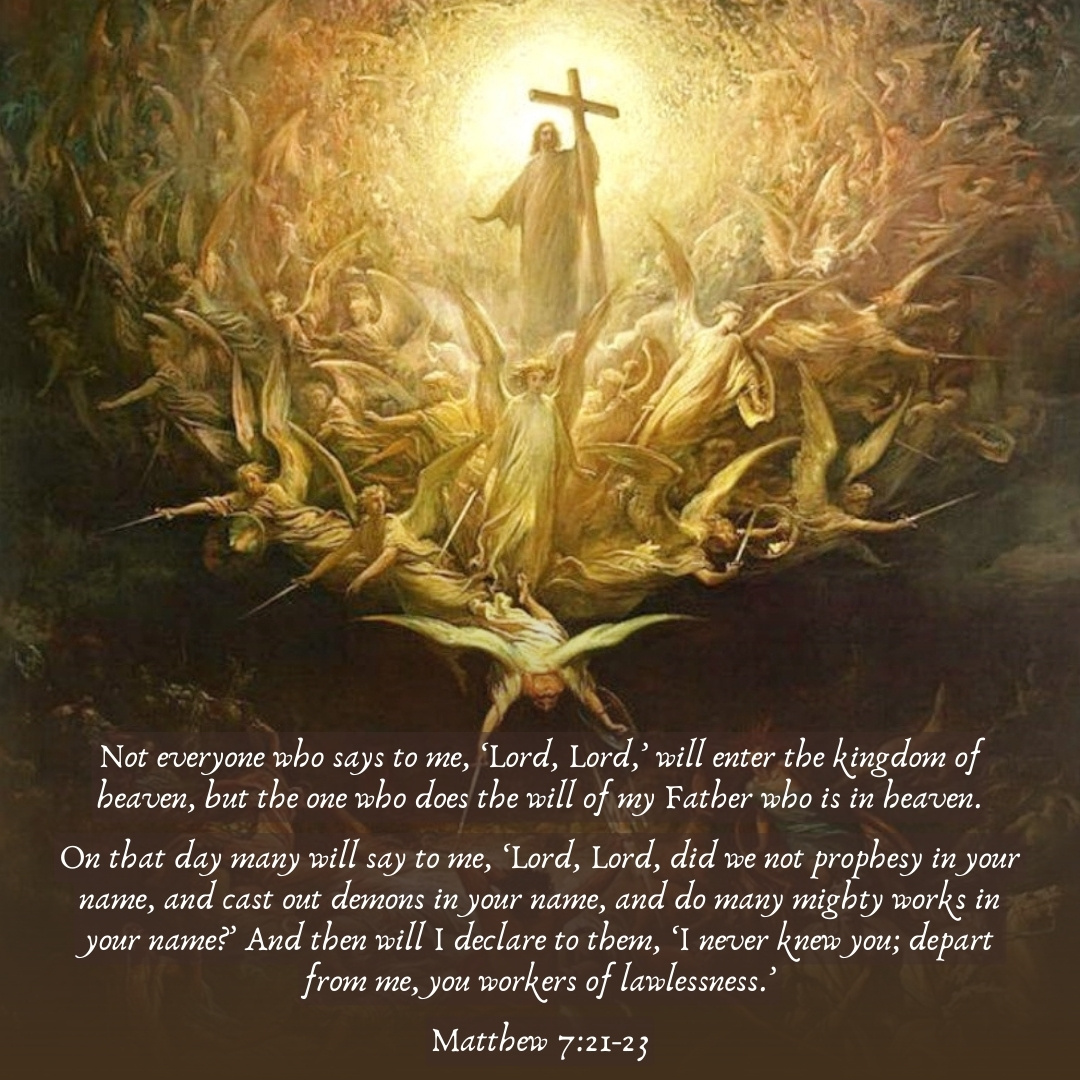 Not everyone who says to me, ‘Lord, Lord,’ will enter the kingdom of
heaven, but the one who does the will of my Father who is in heaven.
On that day many will say to me, ‘Lord, Lord, did we not prophesy in your
name, and cast out demons in your name, and do many mighty works in
your name?’ And then will I declare to them, ‘I never knew you; depart
from me, you workers of lawlessness.’
Matthew 7:21-23